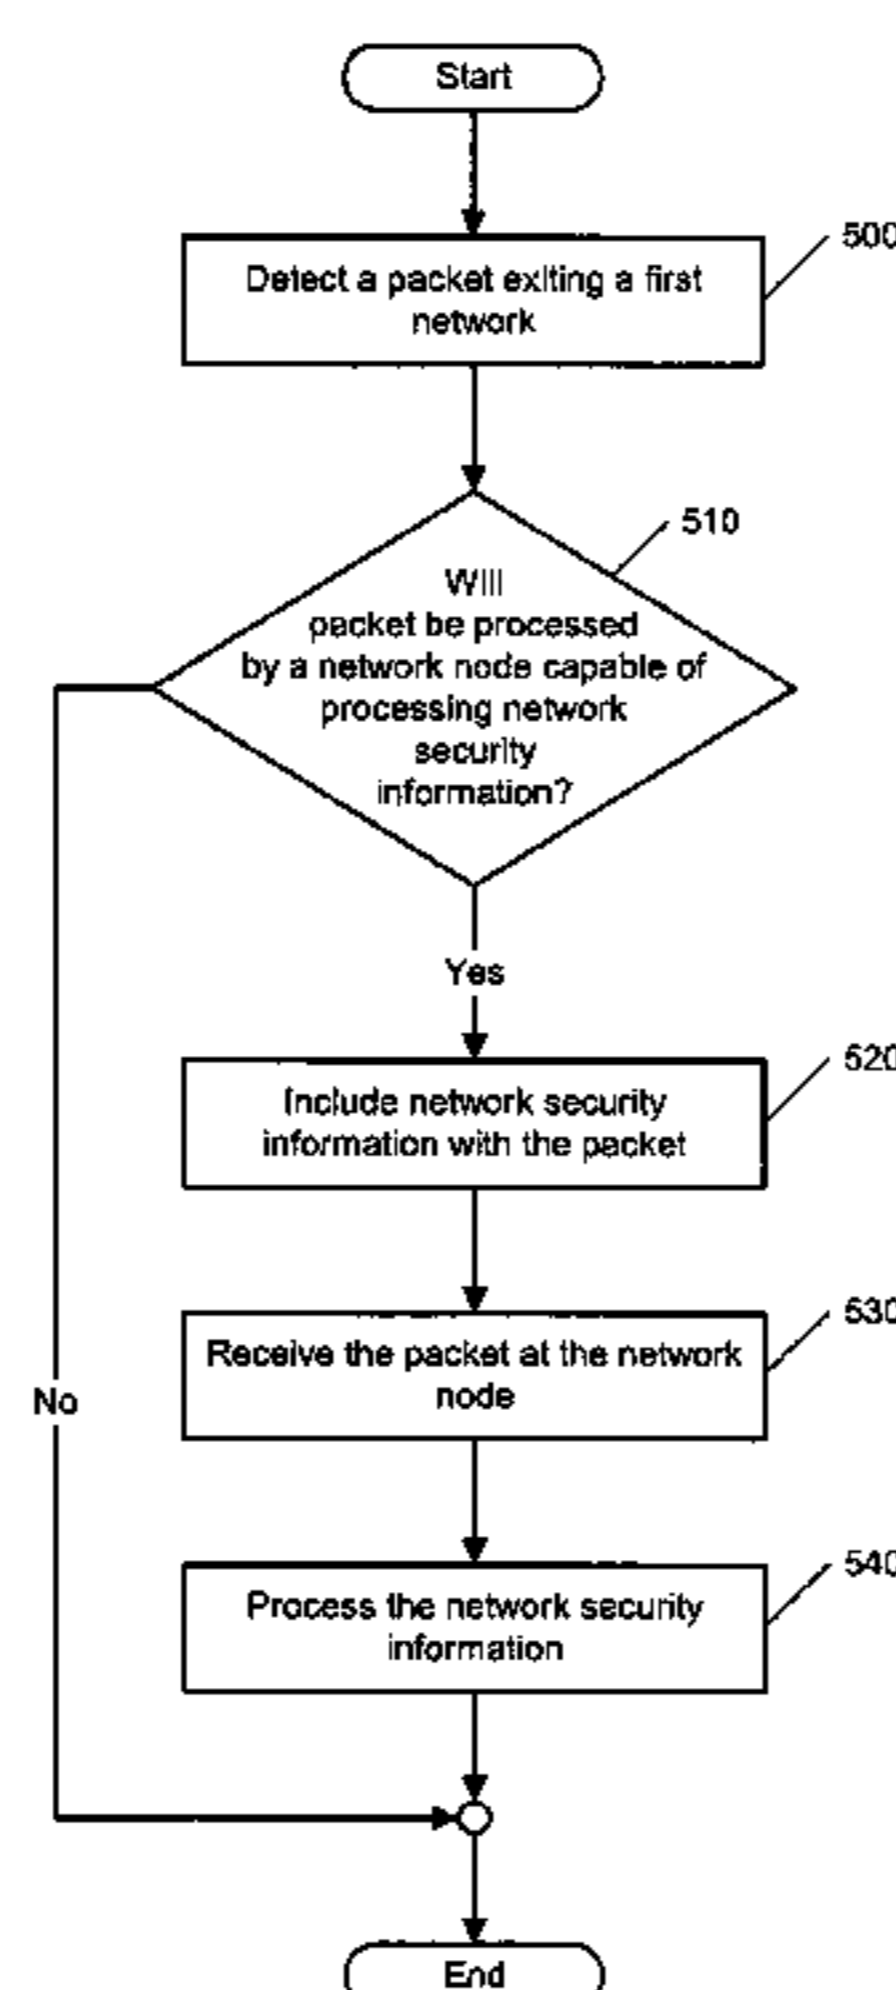 Start
500
Detect a packet exiting a first
network
510
Will
packet be processed
by a network node capable of
processing network
security
information?
Yes
520
Include network security
information with the packet
530
Receive the packet at the network
node
No
540
Process the network security
information
End